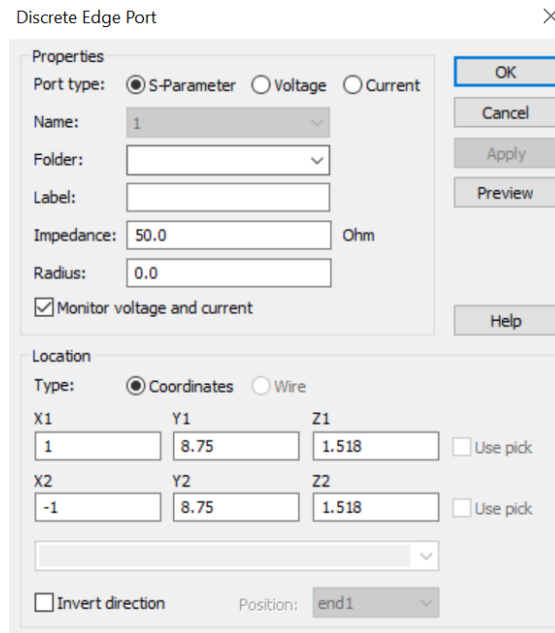 Discrete Edge Port
Properties
Port type: S-Parameter Voltage Current
Name: 1
Folder:
Label:
Impedance: 50.0 Ohm
Radius: 0.0
Monitor voltage and current
OK
Cancel
Apply
Preview
Help
Location
Type: Coordinates Wire
X1 Y1 Z1
1 8.75 1.518 Use pick
X2 Y2 Z2
-1 8.75 1.518 Use pick
Invert direction Position: end1